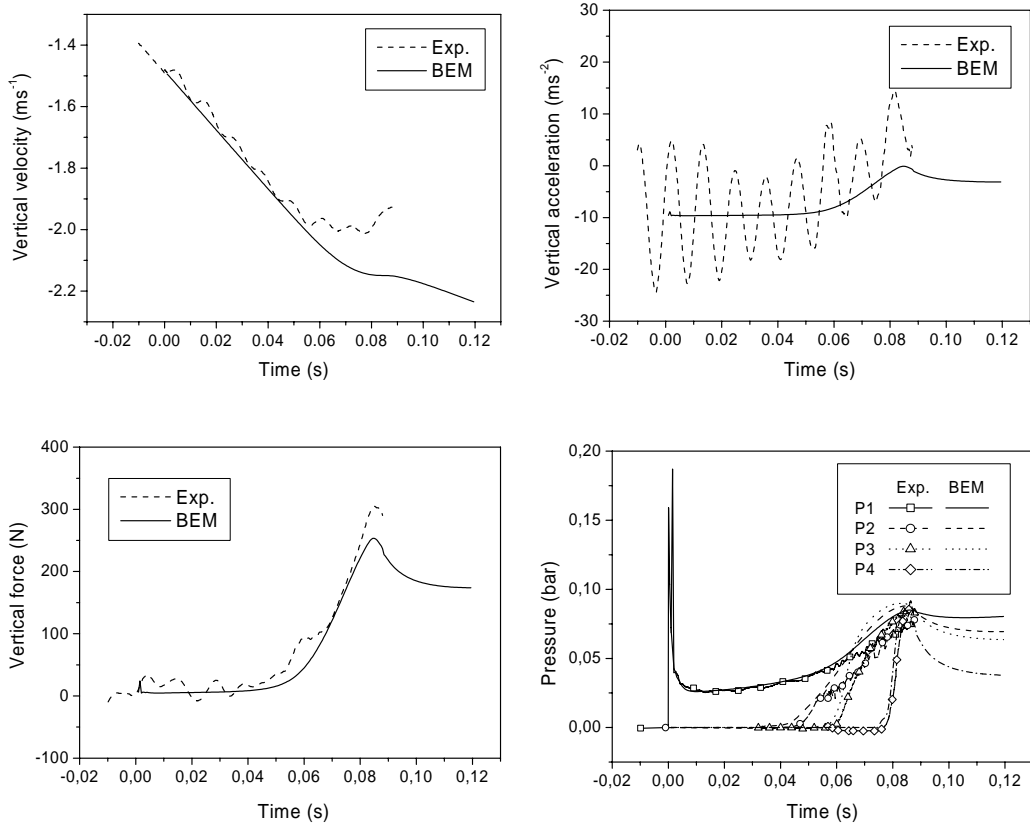 -1.4
-1.6
-1.8
-2.0
-2.2
Vertical velocity (ms-1)
Exp.
BEM
-0.02 0.00 0.02 0.04 0.06 0.08 0.10 0.12
Time (s)
30
20
10
0
-10
-20
-30
Vertical acceleration (ms-2)
Exp.
BEM
-0.02 0.00 0.02 0.04 0.06 0.08 0.10 0.12
Time (s)
400
300
200
100
0
-100
Vertical force (N)
Exp.
BEM
-0,02 0,00 0,02 0,04 0,06 0,08 0,10 0,12
Time (s)
0,20
0,15
0,10
0,05
0,00
Pressure (bar)
Exp. BEM
P1
P2
P3
P4
-0,02 0,00 0,02 0,04 0,06 0,08 0,10 0,12
Time (s)